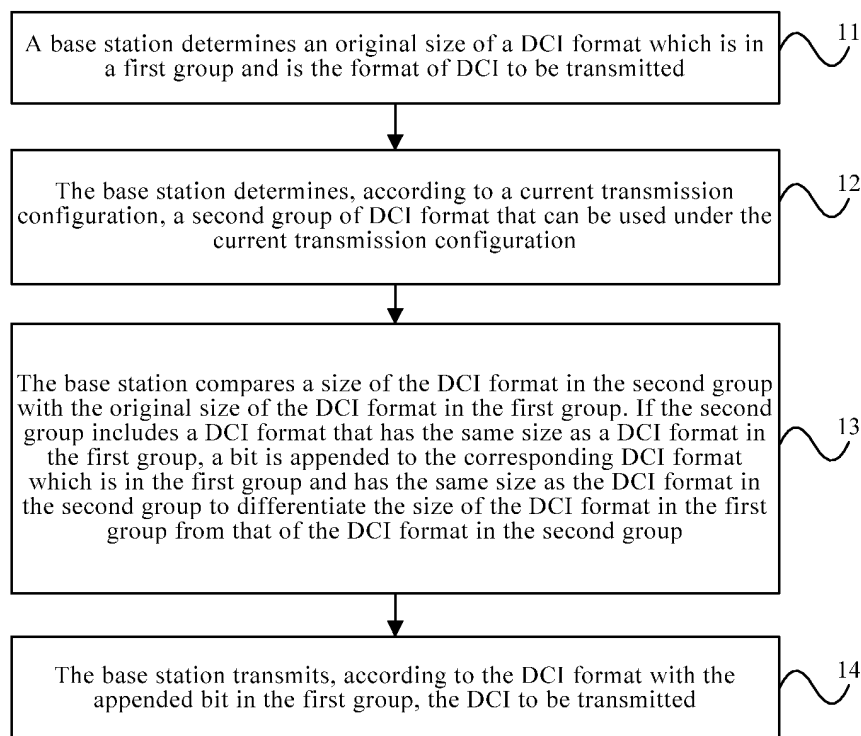 A base station determines an original size of a DCI format which is in
a first group and is the format of DCI to be transmitted
11
The base station determines, according to a current transmission
configuration, a second group of DCI format that can be used under the
current transmission configuration
12
The base station compares a size of the DCI format in the second group
with the original size of the DCI format in the first group. If the second
group includes a DCI format that has the same size as a DCI format in
the first group, a bit is appended to the corresponding DCI format
which is in the first group and has the same size as the DCI format in
the second group to differentiate the size of the DCI format in the first
group from that of the DCI format in the second group
13
The base station transmits, according to the DCI format with the
appended bit in the first group, the DCI to be transmitted
14